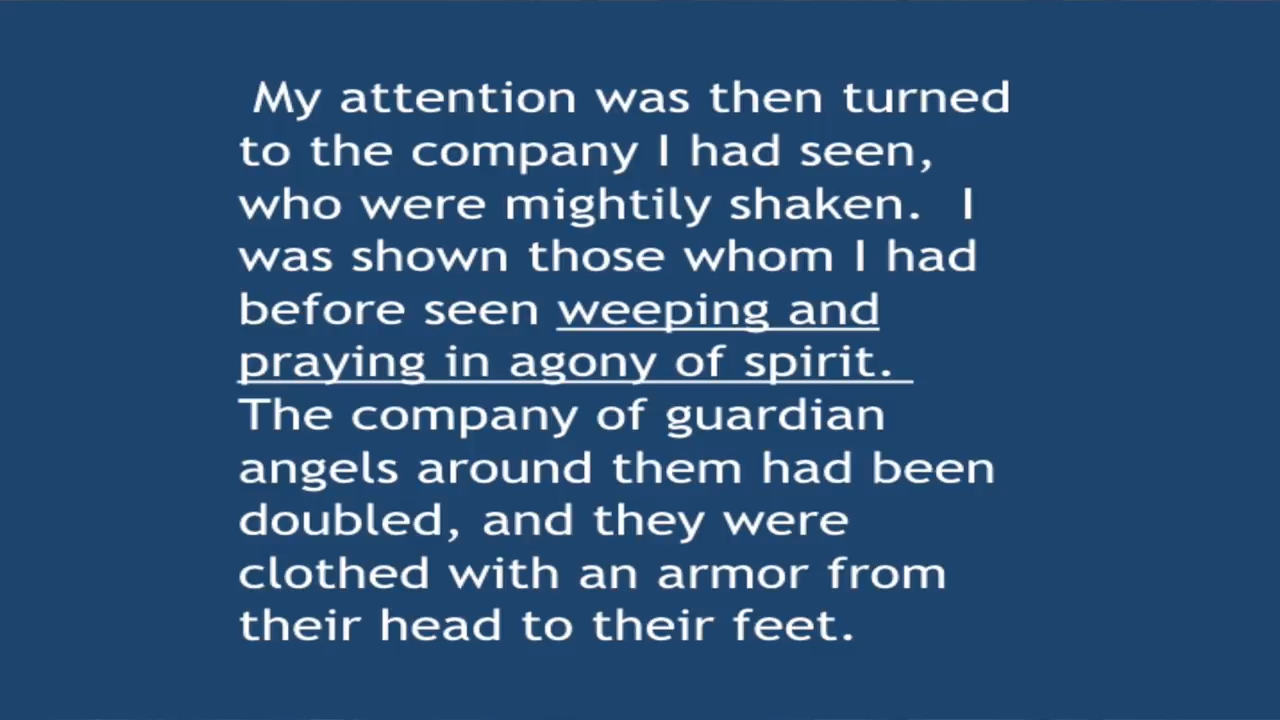 My attention was then turned
to the company I had seen,
who were mightily shaken.  I
was shown those whom I had
before seen weeping and
praying in agony of spirit.
The company of guardian
angels around them had been
doubled, and they were
clothed with an armor from
their head to their feet.